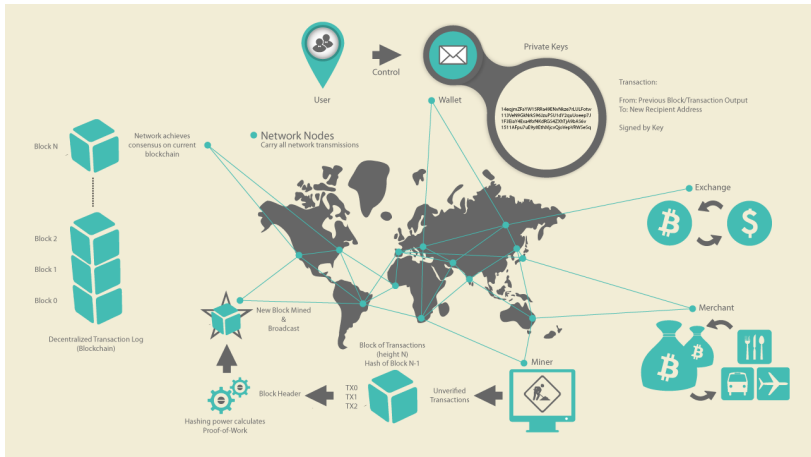 User
Control
Private Keys
Transaction:
From: Previous Block/Transaction Output
To: New Recipient Address
Signed by Key
Wallet
Network achieves
consensus on current
blockchain
Network Nodes
Carry all network transmissions
Block N
Block 2
Block 1
Block 0
Decentralized Transaction Log
(Blockchain)
Exchange
Merchant
New Block Mined
&
Broadcast
Block of Transactions
(height N)
Hash of Block N-1
Miner
Block Header
TX0
TX1
TX2
Unverified
Transactions
Hashing power calculates
Proof-of-Work